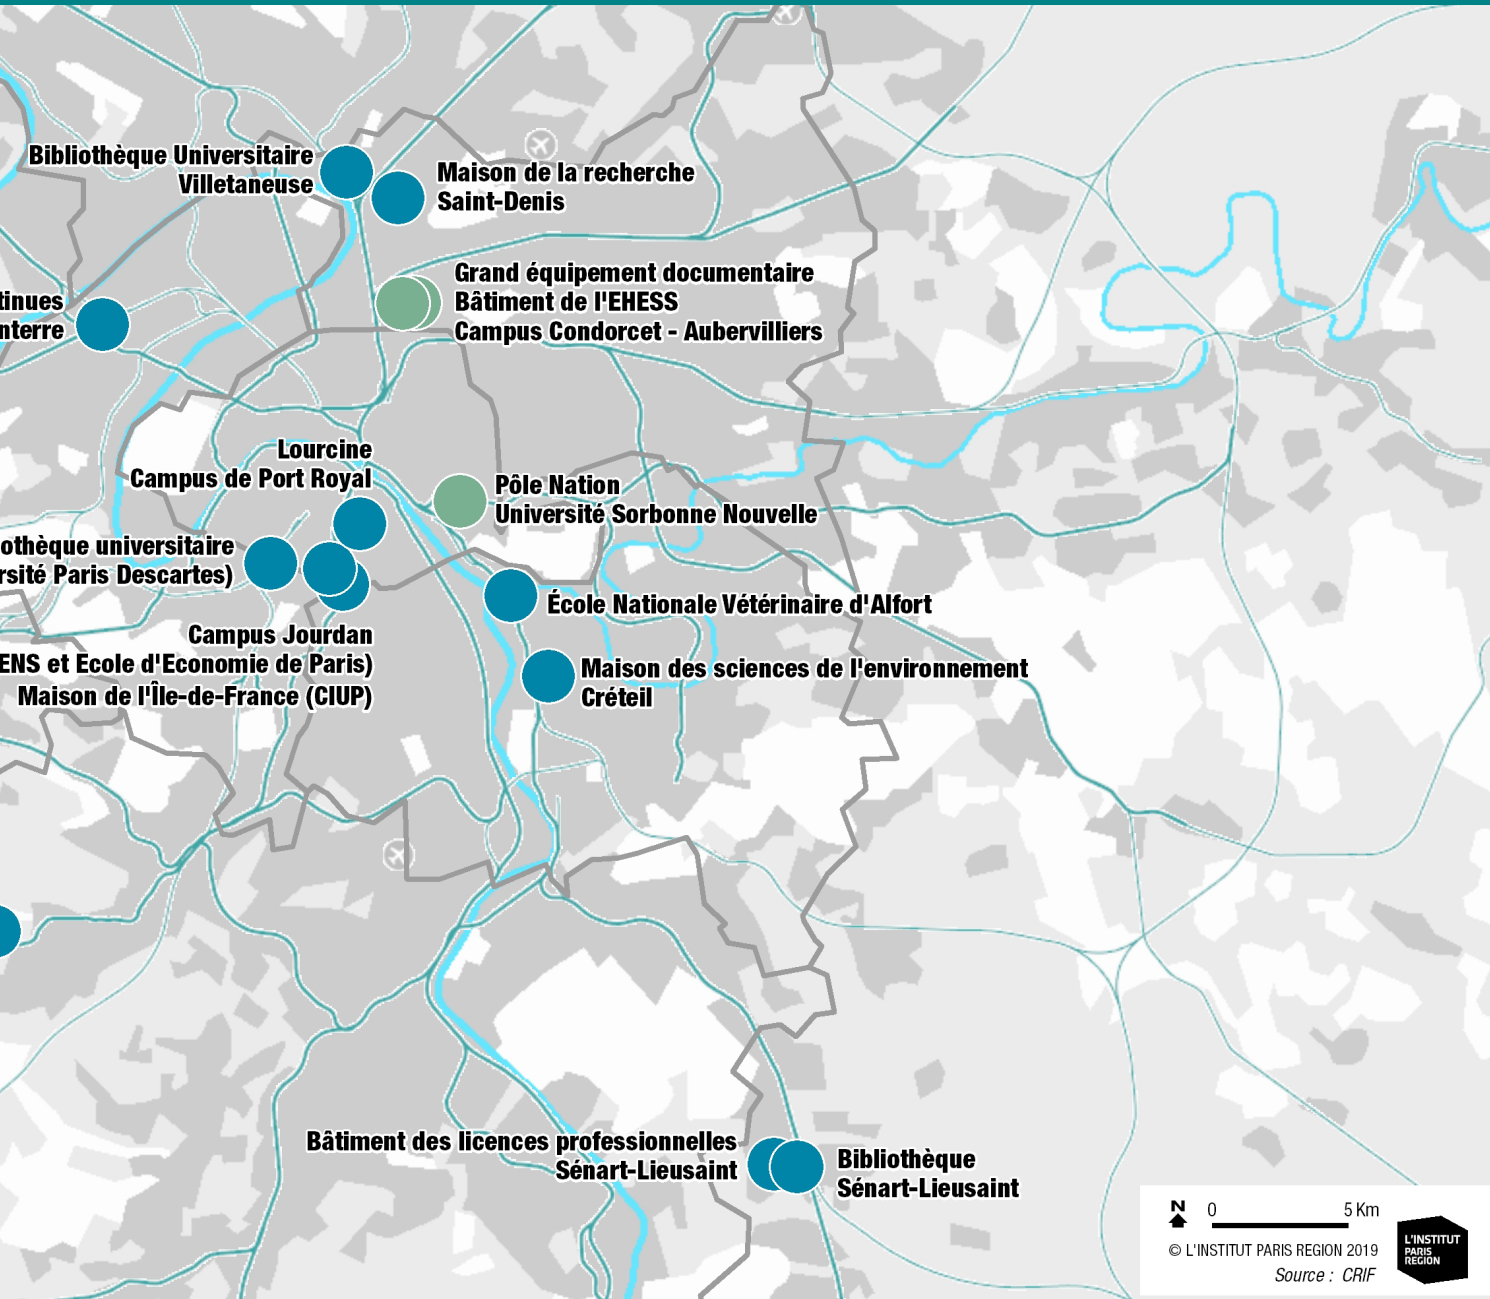 Bibliothèque Universitaire
Villetaneuse
Maison de la recherche
Saint-Denis
Grand équipement documentaire
Bâtiment de l'EHESS
Campus Condorcet - Aubervilliers
tinues
nterre
Lourcine
Campus de Port Royal
Pôle Nation
Université Sorbonne Nouvelle
othèque universitaire
rsité Paris Descartes)
École Nationale Vétérinaire d'Alfort
Campus Jourdan
ENS et Ecole d'Economie de Paris)
Maison de l'Île-de-France (CIUP)
Maison des sciences de l'environnement
Créteil
Bâtiment des licences professionnelles
Sénart-Lieusaint
Bibliothèque
Sénart-Lieusaint
N 0 5 Km
© L'INSTITUT PARIS REGION 2019
Source : CRIF
L'INSTITUT
PARIS
REGION